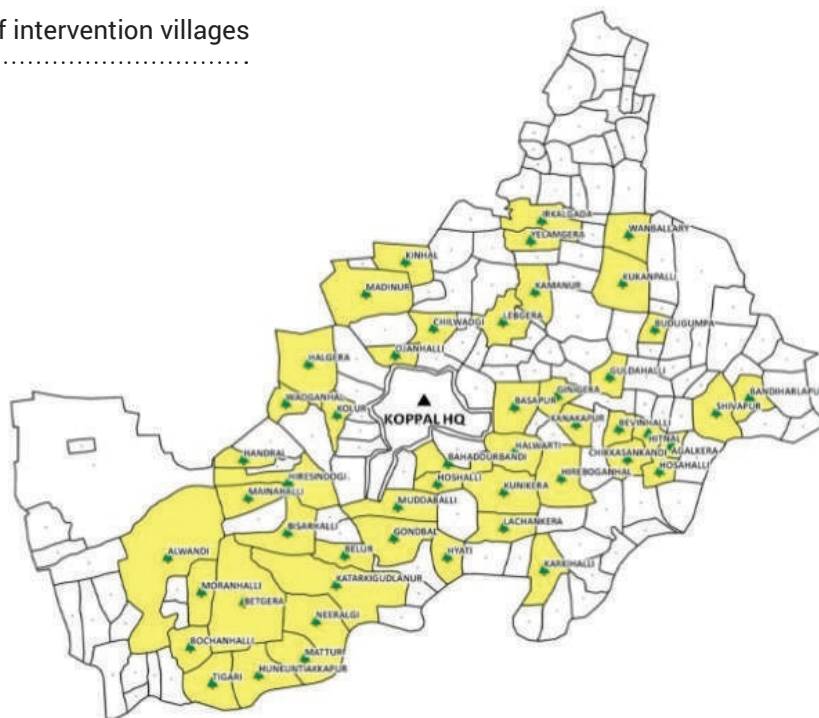 f intervention villages
IRKALGADA
YELAMGERA
WANBALLARY
KINHAL
KUKANPALLI
MADINUR
KAMANUR
LEBGERA
CHILWADGI
BUDUGUMPA
OJANHALLI
HALGERA
GULDAHALLI
GINIGERA
BANDIHARLAPU
WADGANHAL
BASAPUR
SHIVAPUR
KOLUR
KOPPAL HQ
KANAKAPUR
BEVINHALLI
HITNAL
HALWARTI
AGALKERA
HANDRAL
BAHADOURBANDI
CHIKKASANKANDI
HOSAHALLI
HIRESINDOGI
HOSHALLI
HIREBOGANHAL
MAINAHALLI
KUNIKERA
MUDDABALLI
BISARHALLI
LACHANKERA
GONDBAL
ALWANDI
BELUR
HYATI
KARKIHALLI
KATARKIGUDLANUR
MORANHALLI
BETGERA
NEERALGI
BOCHANHALLI
MATTUR
TIGARI
HUNKUNTIAKKAPUR